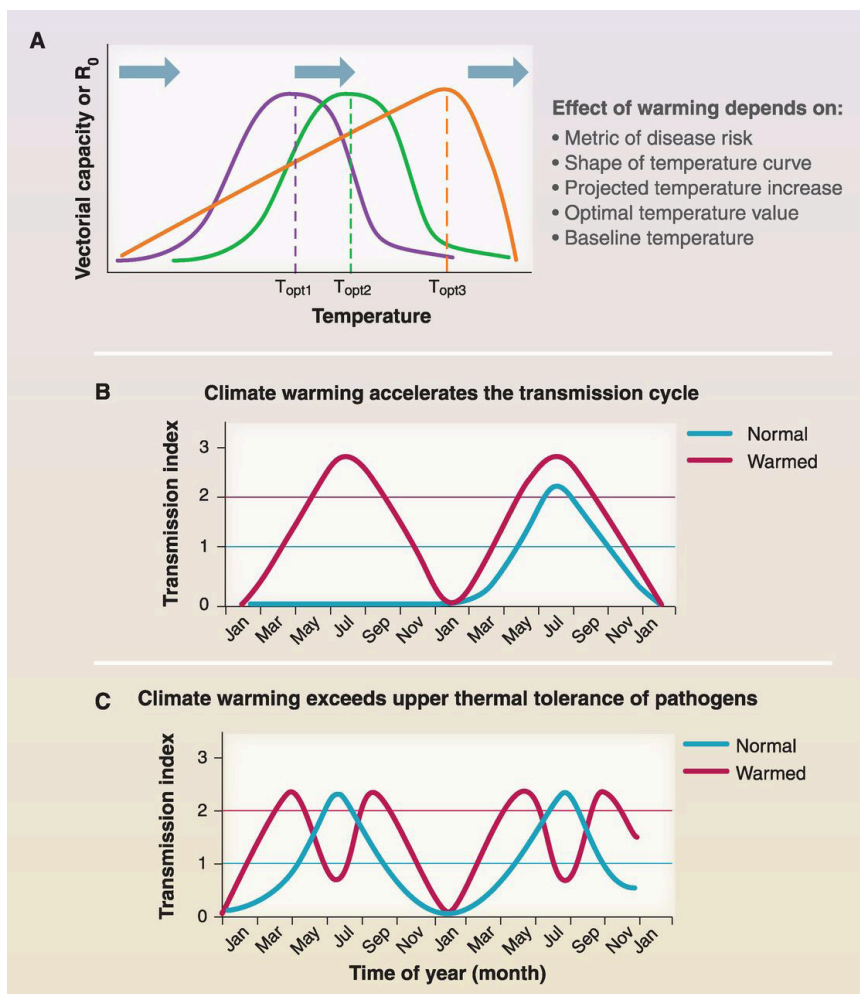 A
Vectorial capacity or R0
Topt1
Topt2
Topt3
Temperature
Effect of warming depends on:
• Metric of disease risk
• Shape of temperature curve
• Projected temperature increase
• Optimal temperature value
• Baseline temperature
B
Climate warming accelerates the transmission cycle
Transmission index
3
2
1
0
Jan Mar May Jul Sep Nov Jan Mar May Jul Sep Nov Jan
Normal
Warmed
C
Climate warming exceeds upper thermal tolerance of pathogens
Transmission index
3
2
1
0
Jan Mar May Jul Sep Nov Jan Mar May Jul Sep Nov Jan
Time of year (month)
Normal
Warmed